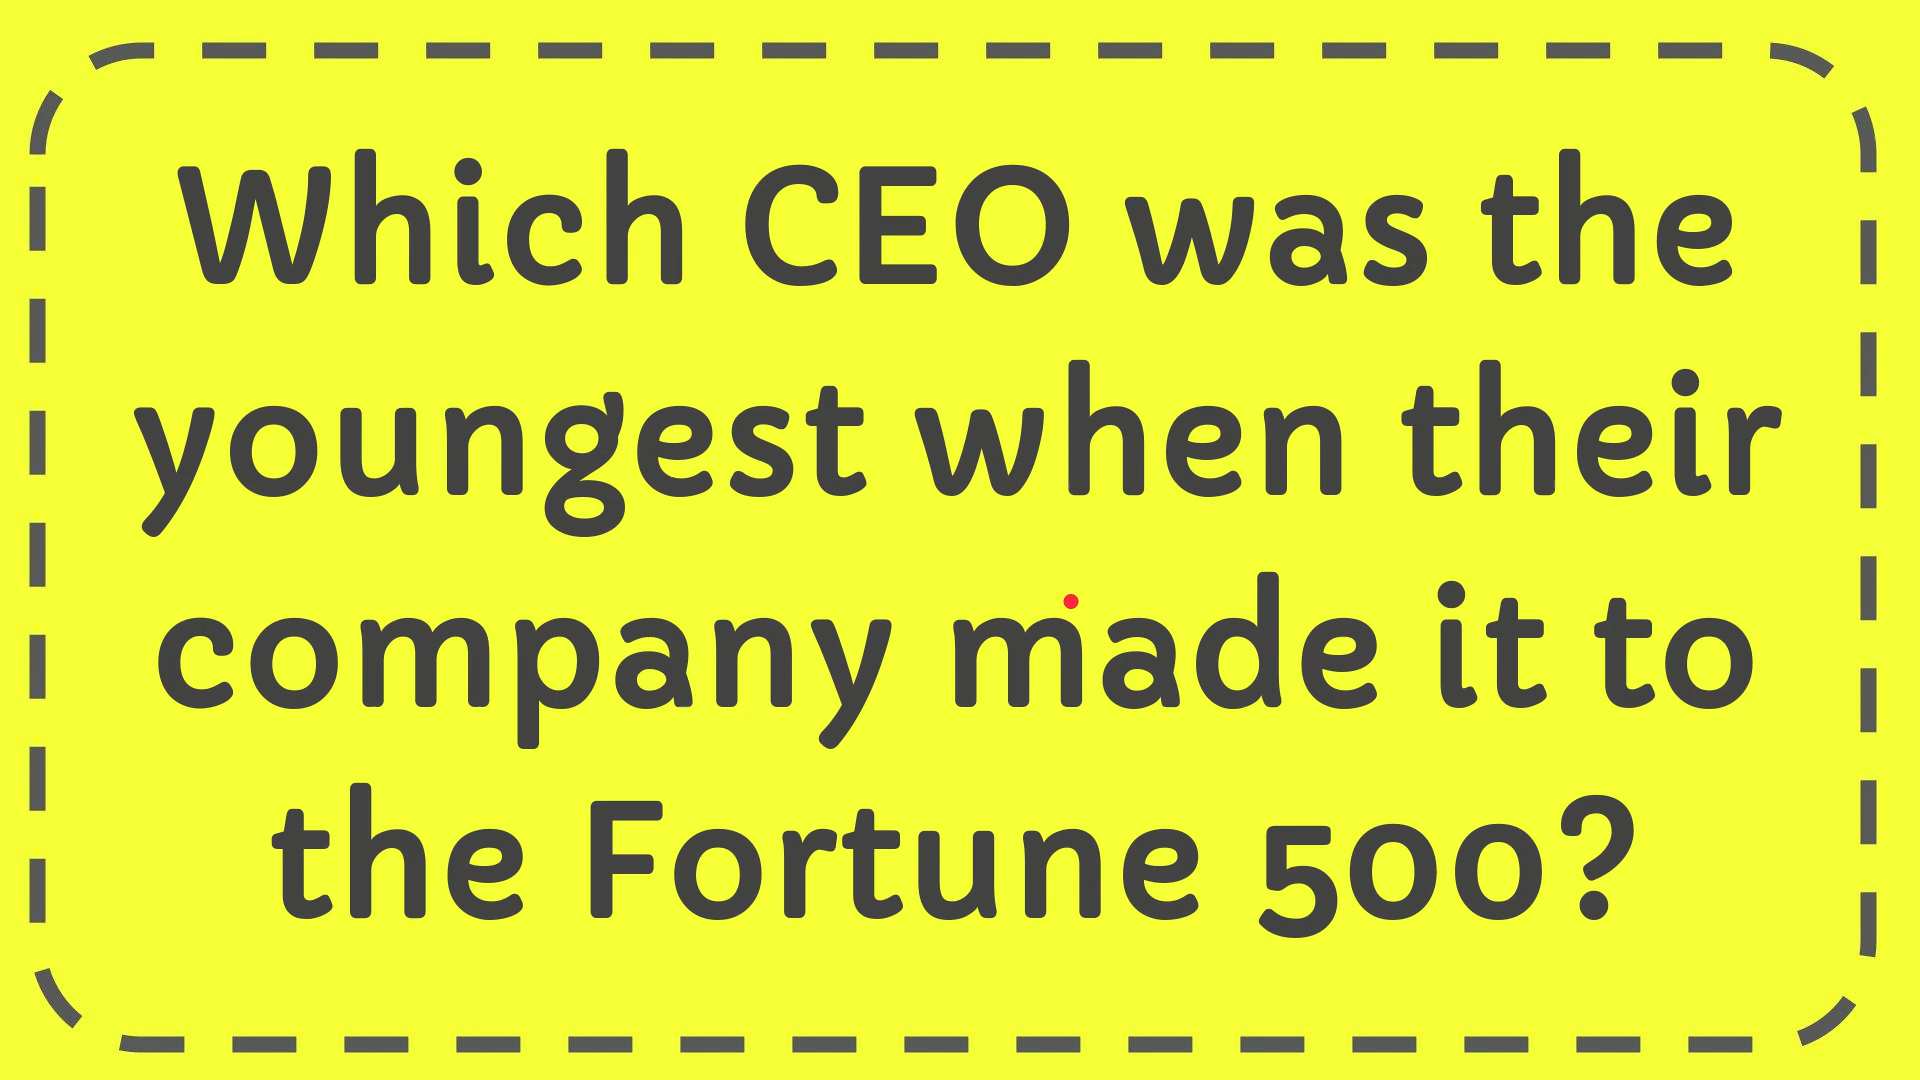 Which CEO was the
youngest when their
company made it to
the Fortune 500?